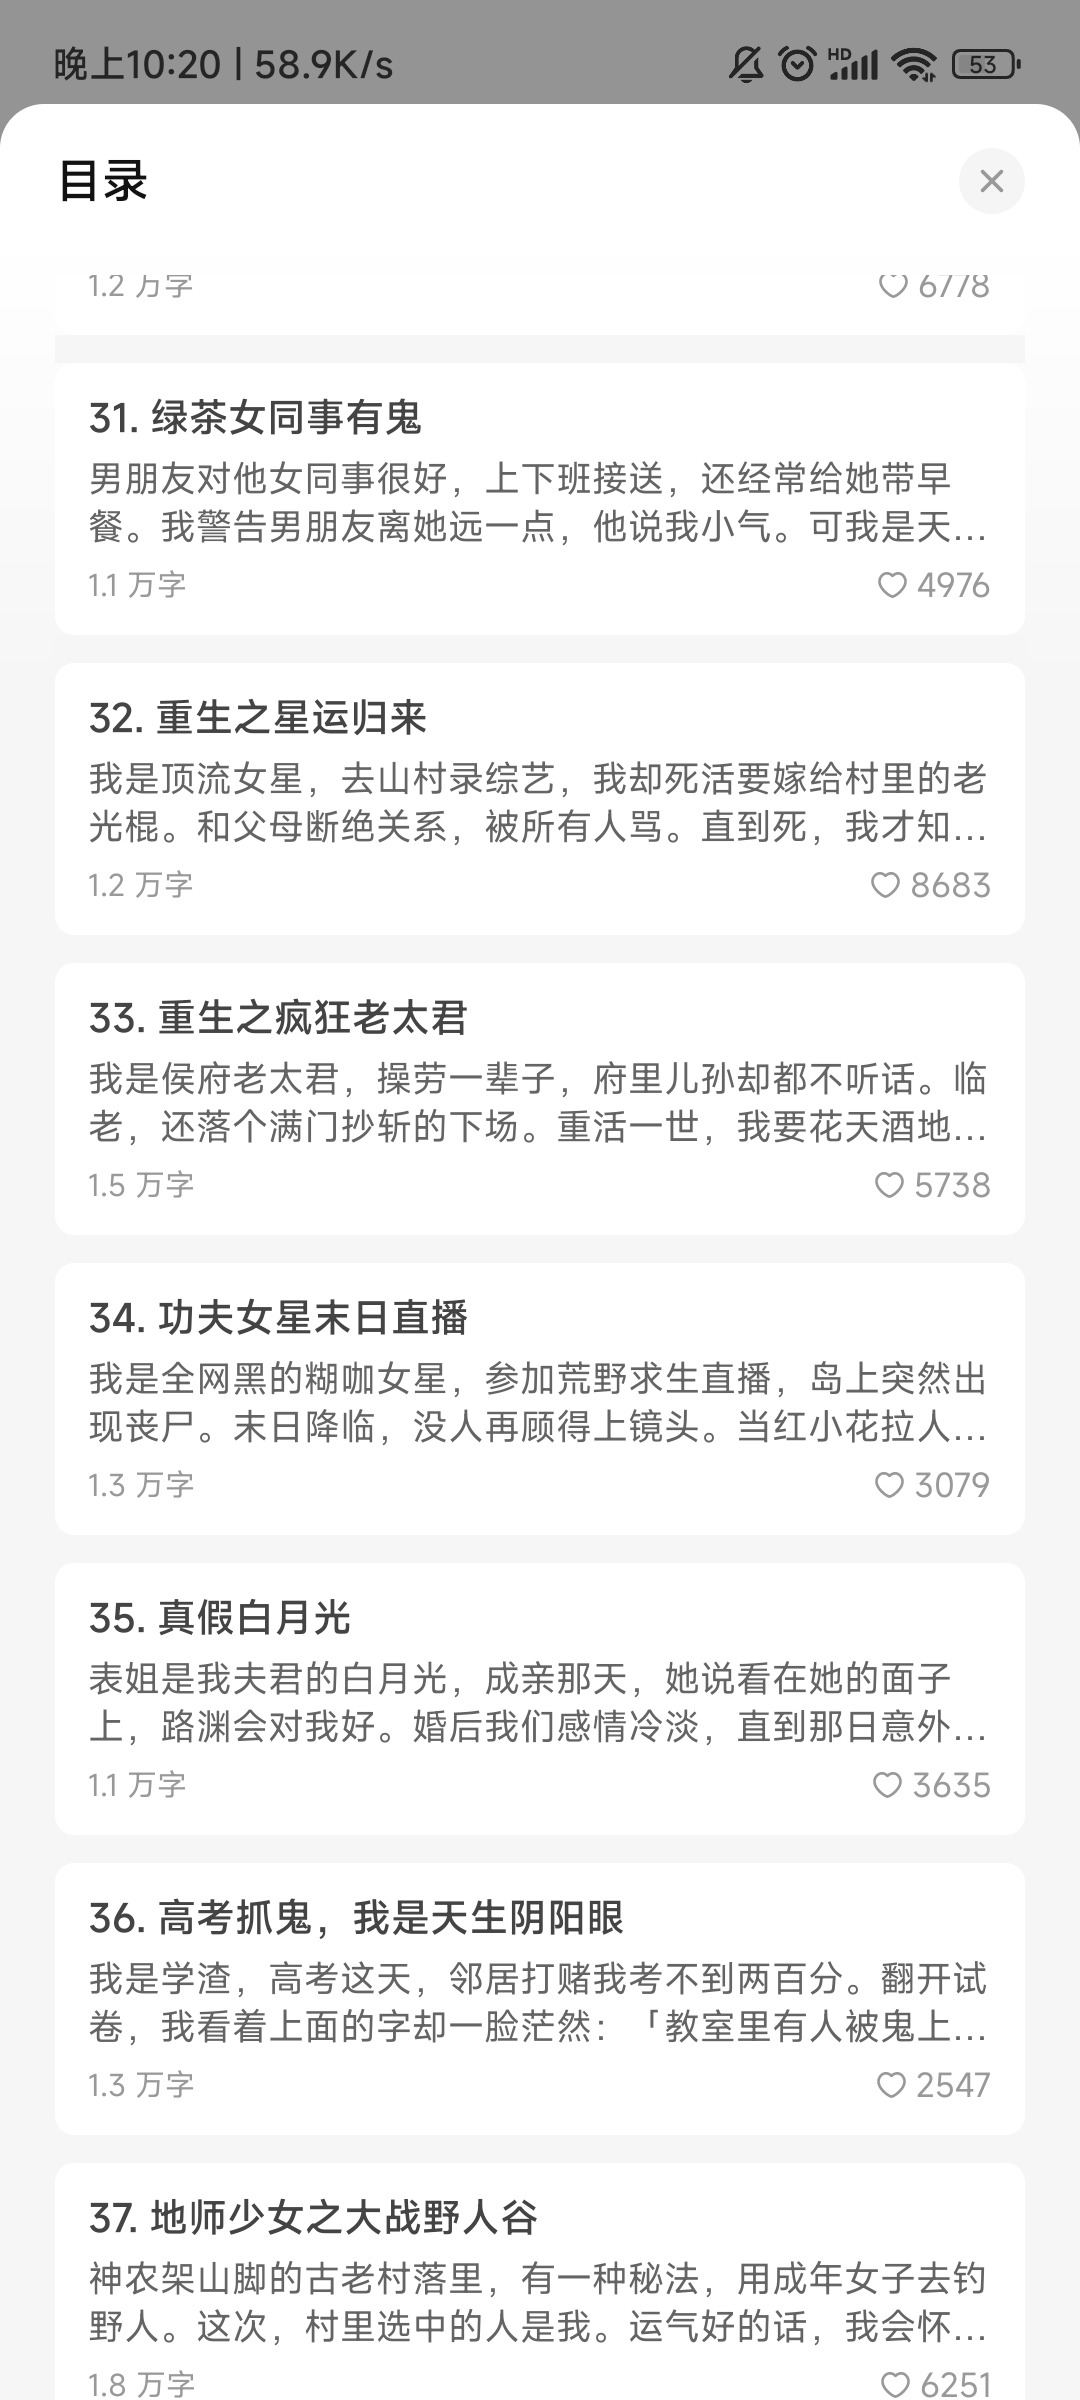 晚上10:20 | 58.9K/s
HD
53
目录
1.2 万字
6778
31. 绿茶女同事有鬼
男朋友对他女同事很好，上下班接送，还经常给她带早
餐。我警告男朋友离她远一点，他说我小气。可我是天...
1.1 万字
4976
32. 重生之星运归来
我是顶流女星，去山村录综艺，我却死活要嫁给村里的老
光棍。和父母断绝关系，被所有人骂。直到死，我才知...
1.2 万字
8683
33. 重生之疯狂老太君
我是侯府老太君，操劳一辈子，府里儿孙却都不听话。临
老，还落个满门抄斩的下场。重活一世，我要花天酒地...
1.5 万字
5738
34. 功夫女星末日直播
我是全网黑的糊咖女星，参加荒野求生直播，岛上突然出
现丧尸。末日降临，没人再顾得上镜头。当红小花拉人...
1.3 万字
3079
35. 真假白月光
表姐是我夫君的白月光，成亲那天，她说看在她的面子
上，路渊会对我好。婚后我们感情冷淡，直到那日意外...
1.1 万字
3635
36. 高考抓鬼，我是天生阴阳眼
我是学渣，高考这天，邻居打赌我考不到两百分。翻开试
卷，我看着上面的字却一脸茫然：「教室里有人被鬼上...
1.3 万字
2547
37. 地师少女之大战野人谷
神农架山脚的古老村落里，有一种秘法，用成年女子去钓
野人。这次，村里选中的人是我。运气好的话，我会怀...
1.8 万字
6251